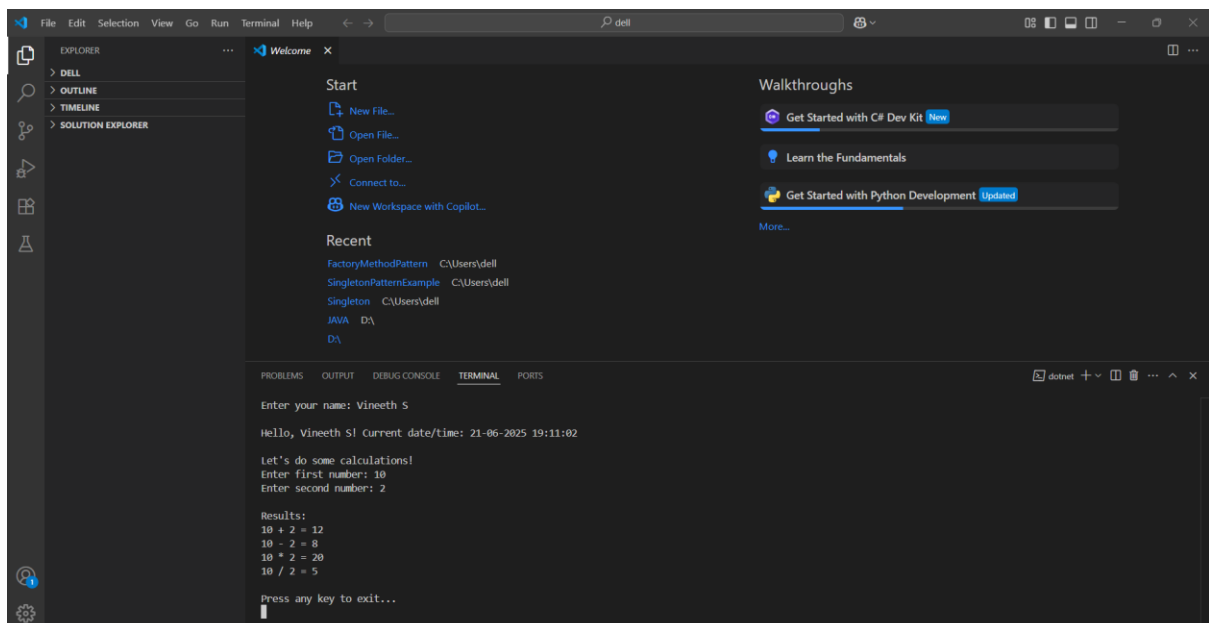 File Edit Selection View Go Run Terminal Help
dell
EXPLORER
DELL
OUTLINE
TIMELINE
SOLUTION EXPLORER
Welcome
Start
New File...
Open File...
Open Folder...
Connect to...
New Workspace with Copilot...
Recent
FactoryMethodPattern C:\Users\dell
SingletonPatternExample C:\Users\dell
Singleton C:\Users\dell
JAVA D:\
D:\
Walkthroughs
Get Started with C# Dev Kit New
Learn the Fundamentals
Get Started with Python Development Updated
More...
PROBLEMS OUTPUT DEBUG CONSOLE TERMINAL PORTS
dotnet
Enter your name: Vineeth S
Hello, Vineeth S! Current date/time: 21-06-2025 19:11:02
Let's do some calculations!
Enter first number: 10
Enter second number: 2
Results:
10 + 2 = 12
10 - 2 = 8
10 * 2 = 20
10 / 2 = 5
Press any key to exit...
1